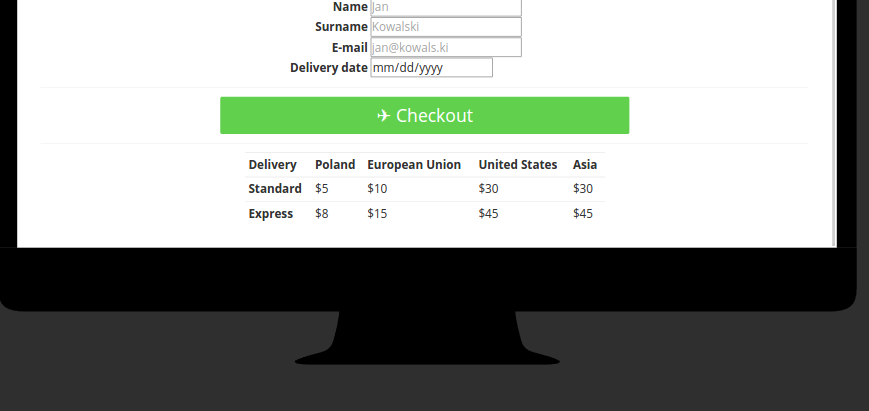 Name Jan
Surname Kowalski
E-mail jan@kowals.ki
Delivery date mm/dd/yyyy
✈ Checkout
Delivery Poland European Union United States Asia
Standard $5 $10 $30 $30
Express $8 $15 $45 $45